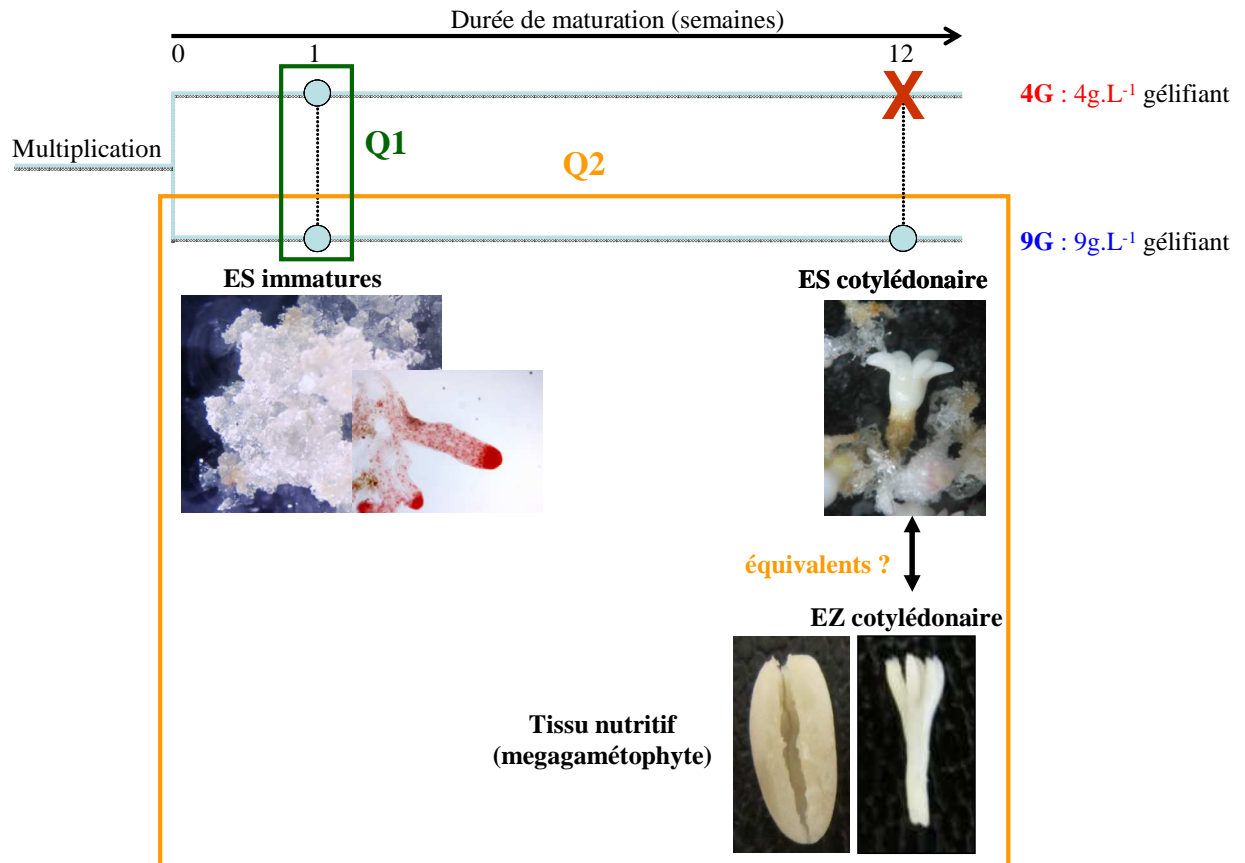 Durée de maturation (semaines)
0
1
12
4G : 4g.L-1 gélifiant
Multiplication
Q1
Q2
9G : 9g.L-1 gélifiant
ES immatures
ES cotylédonaire
équivalents ?
EZ cotylédonaire
Tissu nutritif
(megagamétophyte)